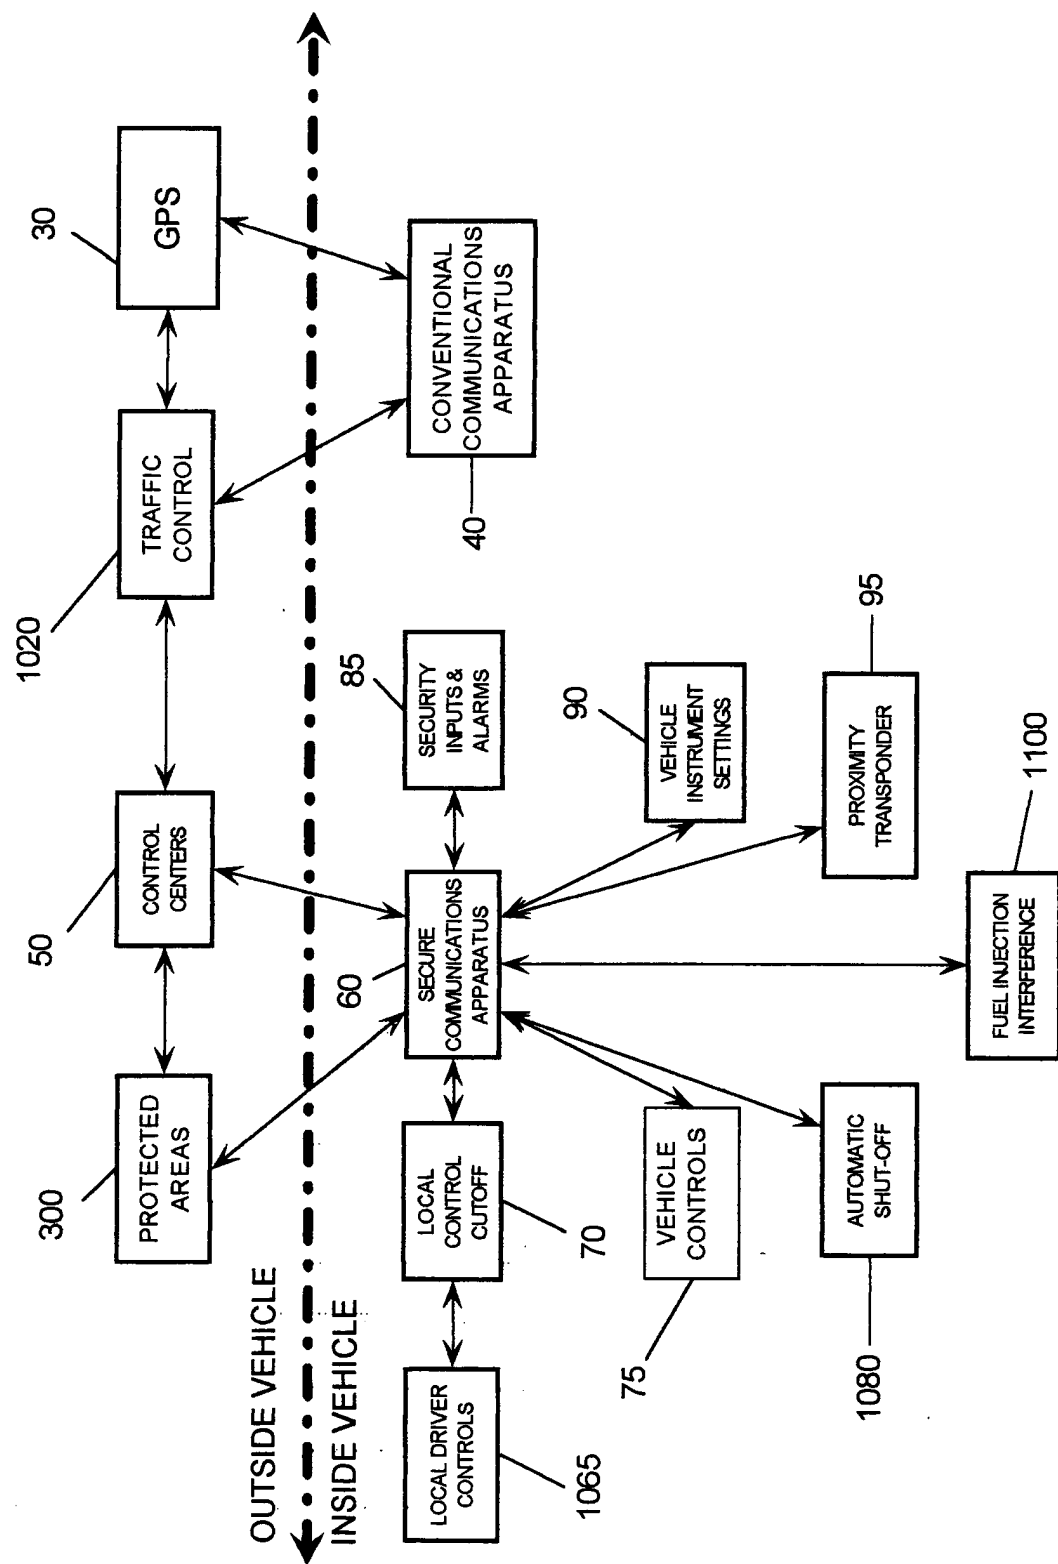 OUTSIDE VEHICLE
INSIDE VEHICLE
300
PROTECTED
AREAS
50
CONTROL
CENTERS
1020
TRAFFIC
CONTROL
30
GPS
LOCAL DRIVER
CONTROLS
1065
LOCAL
CONTROL
CUTOFF
70
60
SECURE
COMMUNICATIONS
APPARATUS
85
SECURITY
INPUTS &
ALARMS
CONVENTIONAL
COMMUNICATIONS
APPARATUS
40
VEHICLE
CONTROLS
75
90
VEHICLE
INSTRUMENT
SETTINGS
AUTOMATIC
SHUT-OFF
1080
PROXIMITY
TRANSPONDER
95
FUEL INJECTION
INTERFERENCE
1100